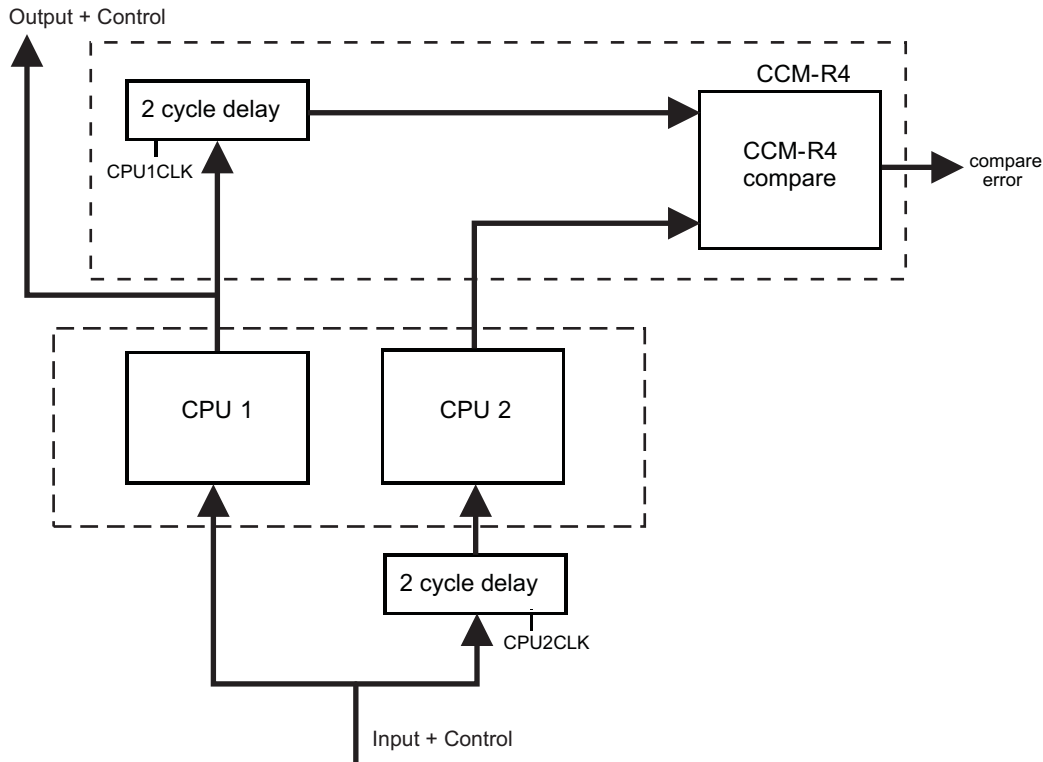 Output + Control
CCM-R4
2 cycle delay
CPU1CLK
CCM-R4
compare
compare
error
CPU 1
CPU 2
2 cycle delay
CPU2CLK
Input + Control